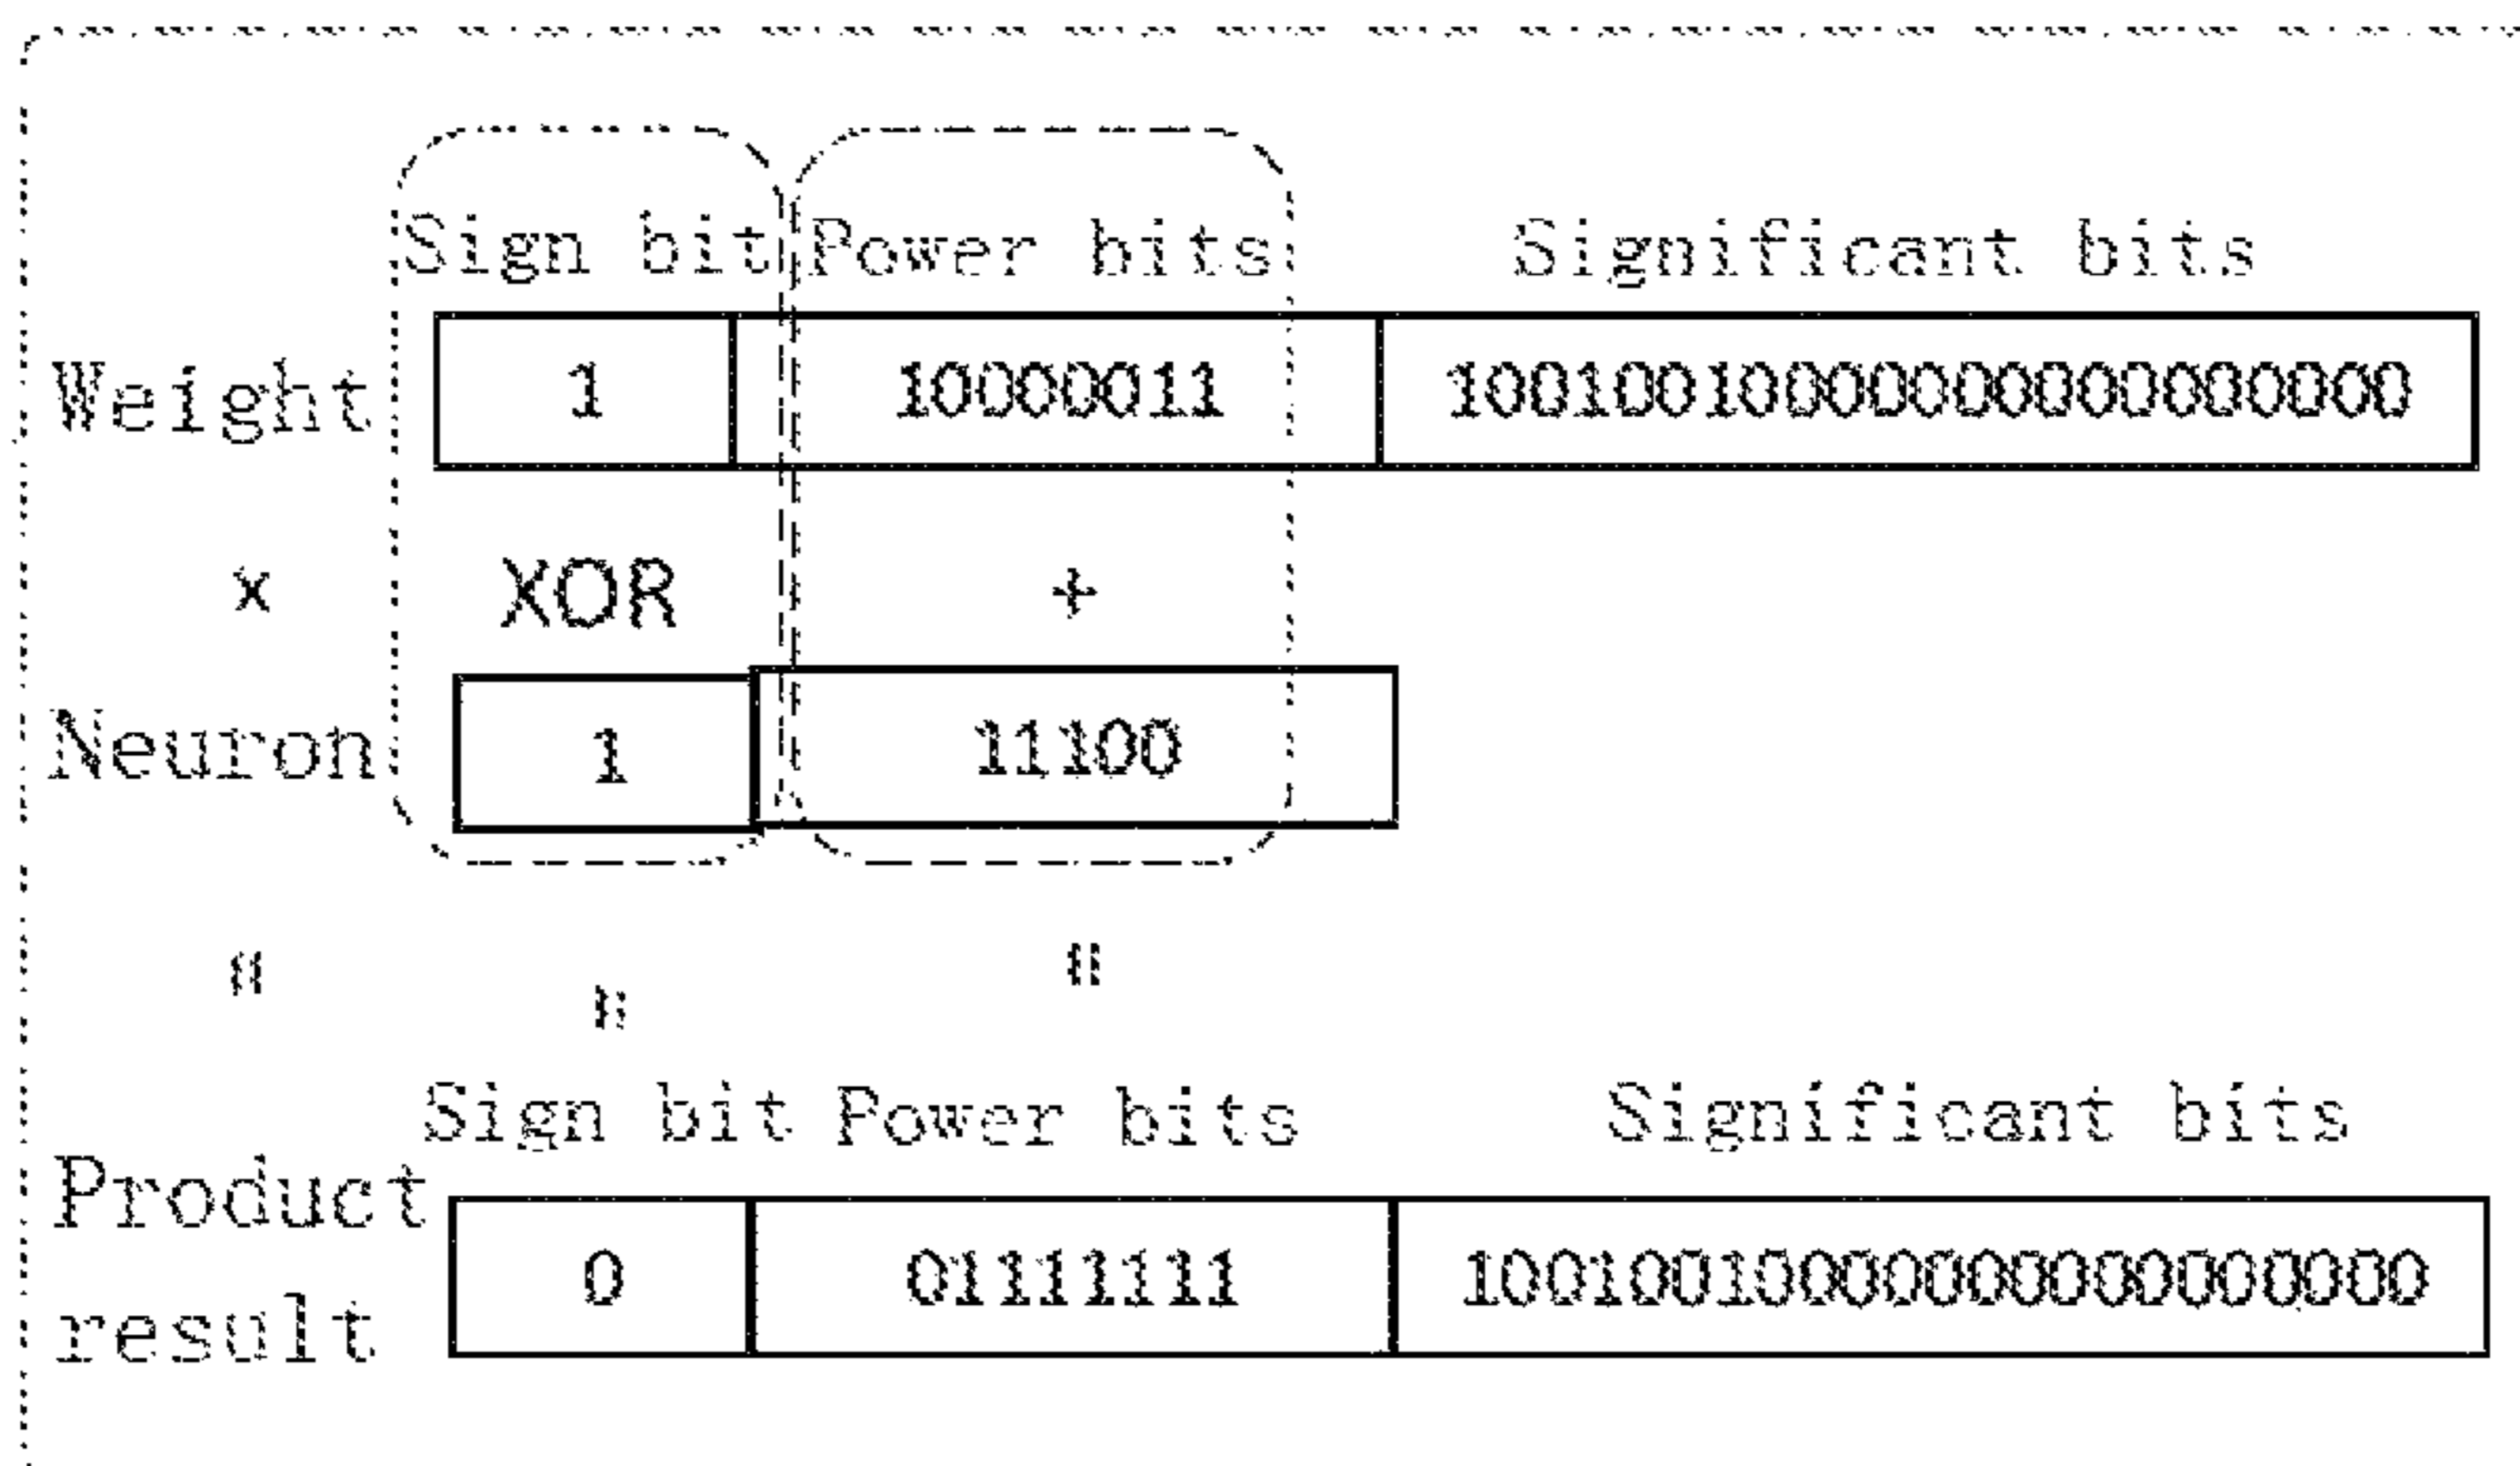 Sign bit Power bits Significant bits
Weight 1 10000011 10010010000000000000000
x XOR +
Neuron 1 11100
= = =
Sign bit Power bits Significant bits
Product
result 0 01111111 10010010000000000000000